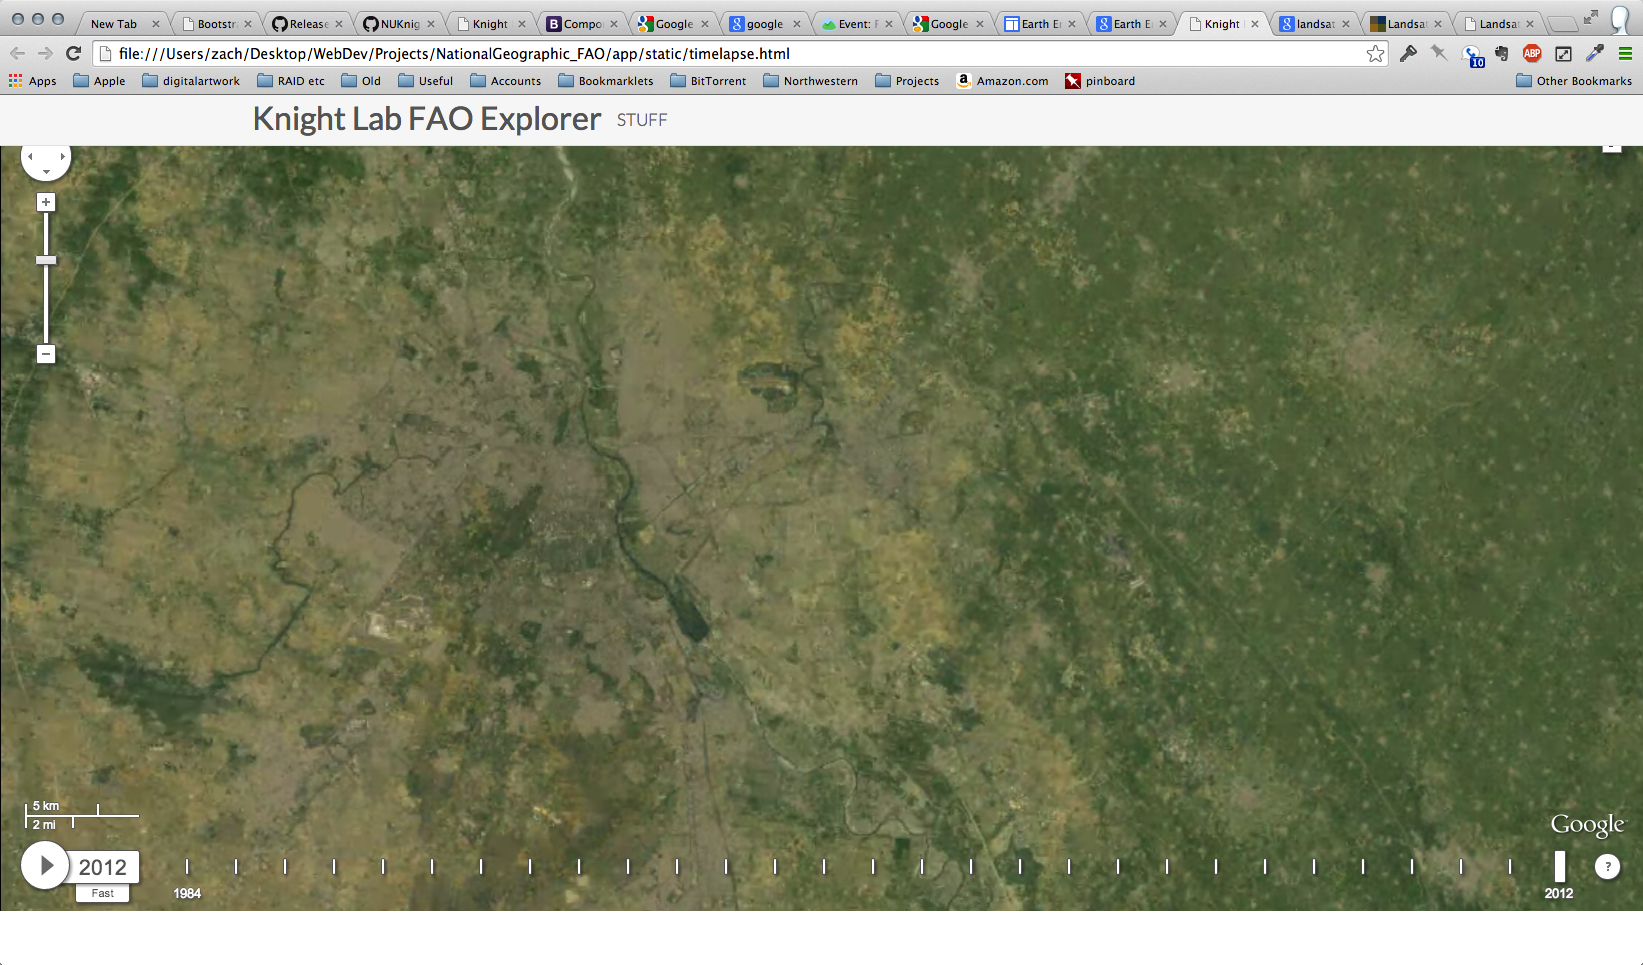 New Tab
Bootstr
Release
NUKnig
Knight
Compo
Google
google
Event: F
Google
Earth E
Earth E
Knight
landsat
Landsat
Landsat
file:///Users/zach/Desktop/WebDev/Projects/NationalGeographic_FAO/app/static/timelapse.html
10
ABP
Apps Apple digitalartwork RAID etc Old Useful Accounts Bookmarklets BitTorrent Northwestern Projects Amazon.com pinboard Other Bookmarks
Knight Lab FAO Explorer STUFF
5 km
2 mi
Google
2012
Fast
1984
2012
?